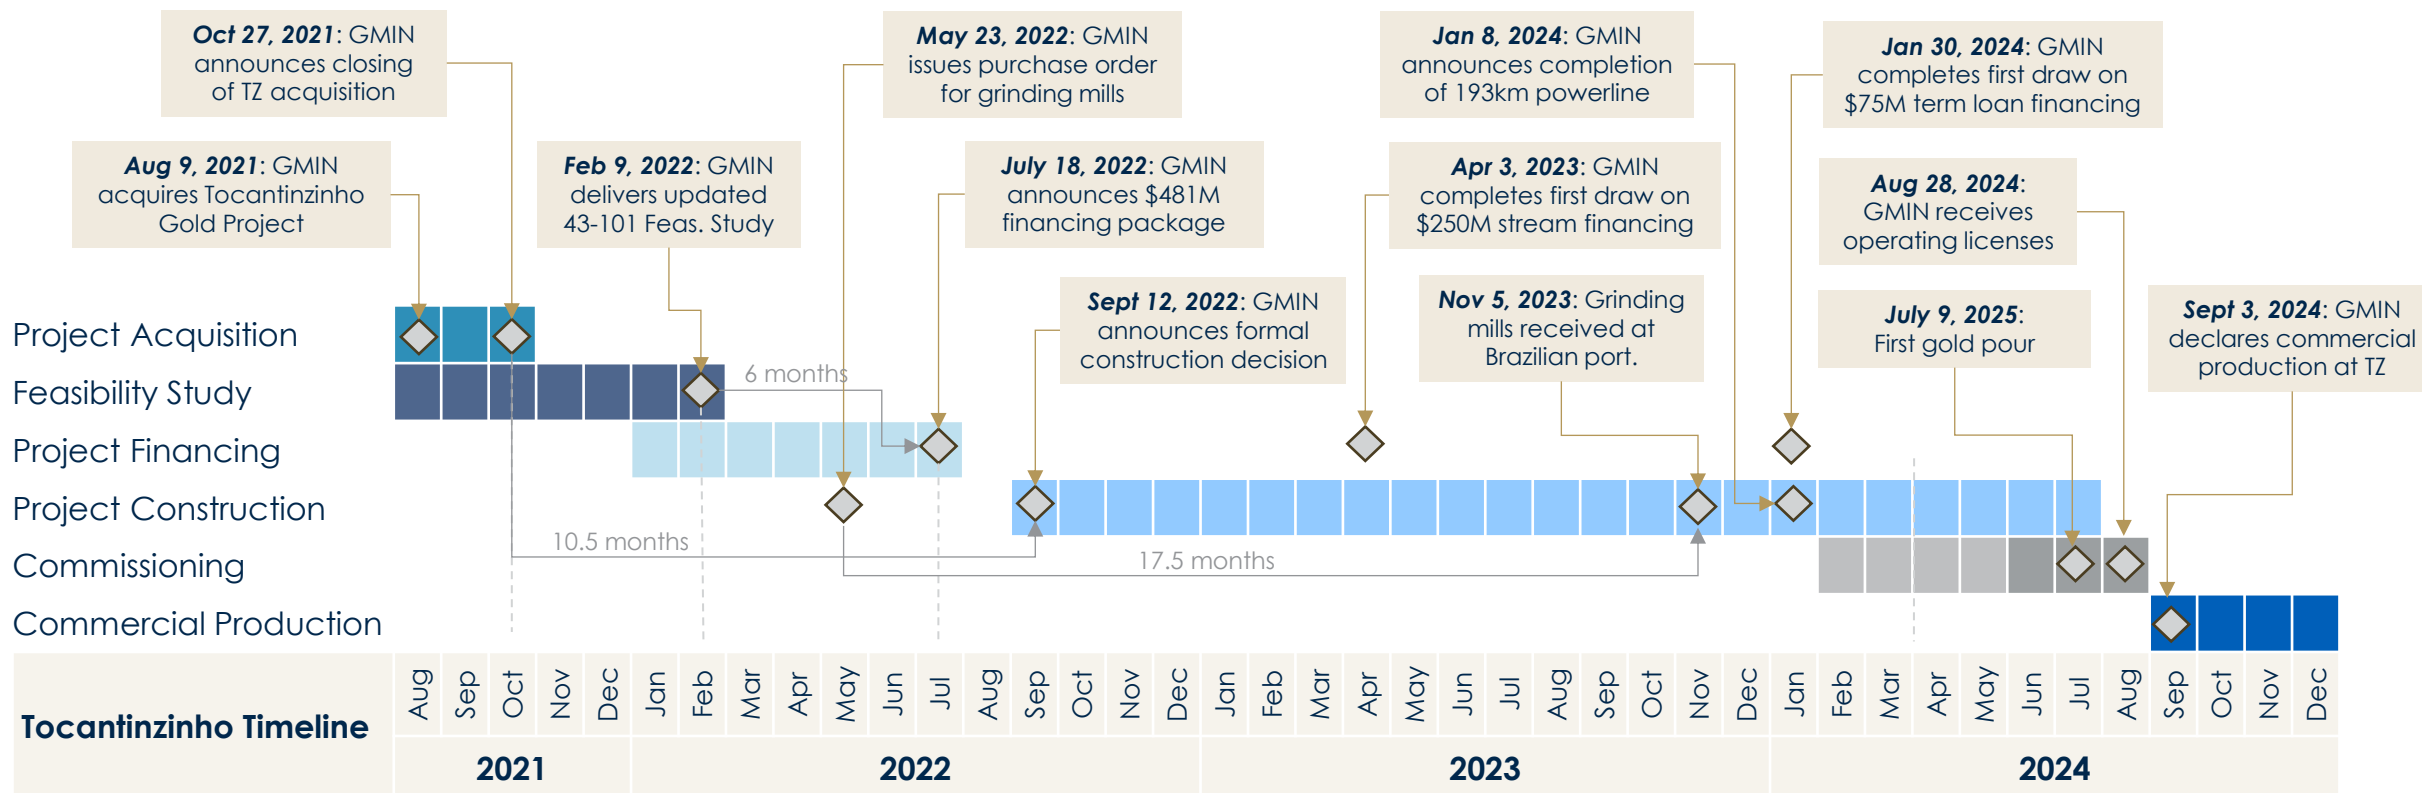 Oct 27, 2021: GMIN
announces closing
of TZ acquisition
May 23, 2022: GMIN
issues purchase order
for grinding mills
Jan 8, 2024: GMIN
announces completion
of 193km powerline
Jan 30, 2024: GMIN
completes first draw on
$75M term loan financing
Aug 9, 2021: GMIN
acquires Tocantinzinho
Gold Project
Feb 9, 2022: GMIN
delivers updated
43-101 Feas. Study
July 18, 2022: GMIN
announces $481M
financing package
Apr 3, 2023: GMIN
completes first draw on
$250M stream financing
Aug 28, 2024:
GMIN receives
operating licenses
Sept 12, 2022: GMIN
announces formal
construction decision
Nov 5, 2023: Grinding
mills received at
Brazilian port.
July 9, 2025:
First gold pour
Sept 3, 2024: GMIN
declares commercial
production at TZ
Project Acquisition
Feasibility Study
6 months
Project Financing
Project Construction
10.5 months
17.5 months
Commissioning
Commercial Production
Tocantinzinho Timeline
Aug Sep Oct Nov Dec Jan Feb Mar Apr May Jun Jul Aug Sep Oct Nov Dec Jan Feb Mar Apr May Jun Jul Aug Sep Oct Nov Dec Jan Feb Mar Apr May Jun Jul Aug Sep Oct Nov Dec
2021 2022 2023 2024